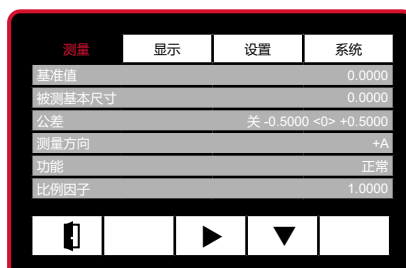 测量 显示 设置 系统
基准值 0.0000
被测基本尺寸 0.0000
公差 关 -0.5000 <0> +0.5000
测量方向 +A
功能 正常
比例因子 1.0000